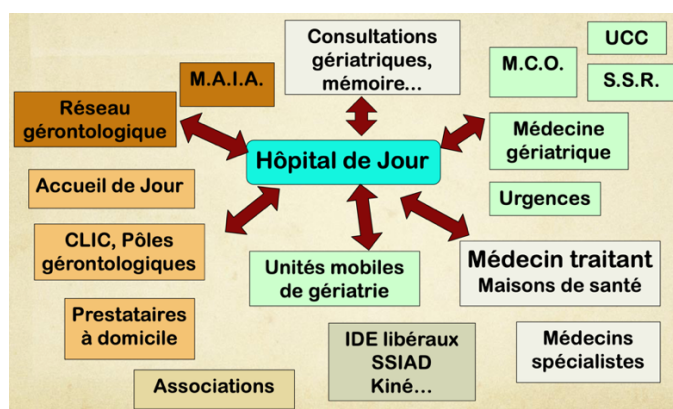 Consultations
gériatriques,
mémoire...
UCC
M.C.O.
S.S.R.
M.A.I.A.
Réseau
gérontologique
Hôpital de Jour
Médecine
gériatrique
Accueil de Jour
Urgences
CLIC, Pôles
gérontologiques
Unités mobiles
de gériatrie
Médecin traitant
Maisons de santé
Prestataires
à domicile
IDE libéraux
SSIAD
Kiné...
Médecins
spécialistes
Associations